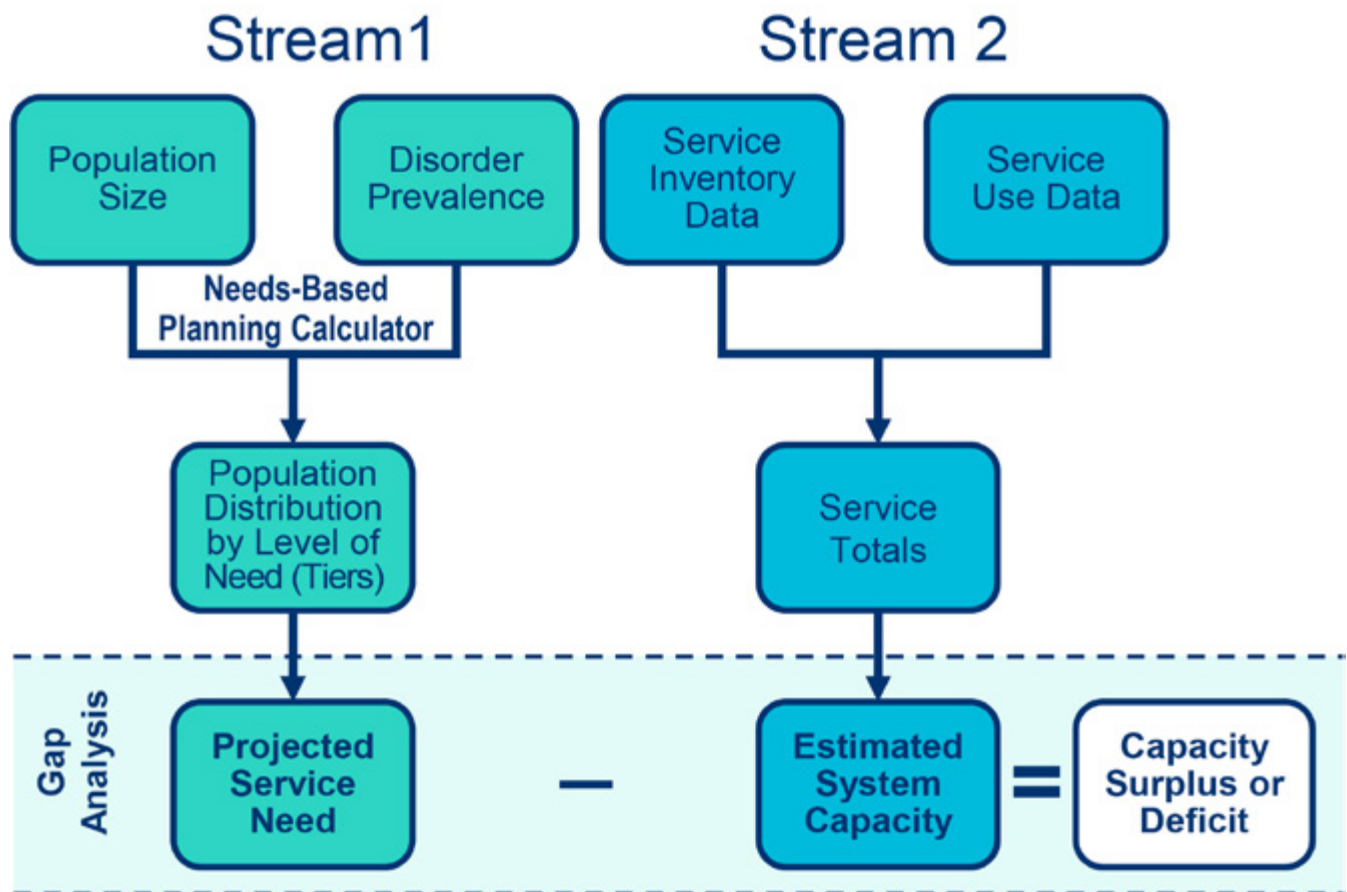 Stream1
Stream 2
Population
Size
Disorder
Prevalence
Service
Inventory
Data
Service
Use Data
Needs-Based
Planning Calculator
Population
Distribution
by Level of
Need (Tiers)
Service
Totals
Gap
Analysis
Projected
Service
Need
–
Estimated
System
Capacity
=
Capacity
Surplus or
Deficit